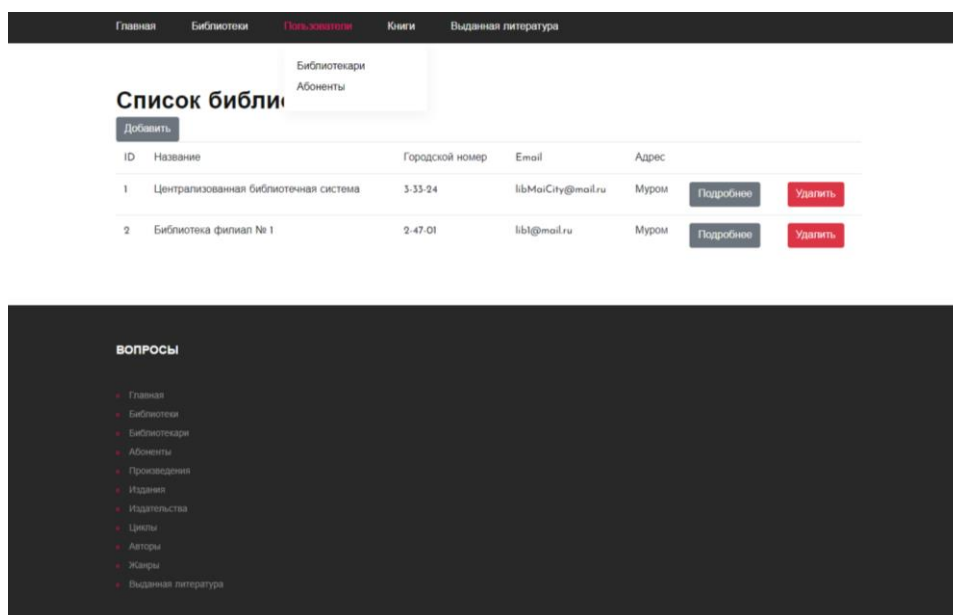 Главная Библиотеки Пользователи Книги Выданная литература
Библиотекари
Абоненты
Список библи
Добавить
ID Название Городской номер Email Адрес
1 Централизованная библиотечная система 3-33-24 libMaiCity@mail.ru Муром Подробнее Удалить
2 Библиотека филиал № 1 2-47-01 lib1@mail.ru Муром Подробнее Удалить
ВОПРОСЫ
Главная
Библиотеки
Библиотекари
Абоненты
Произведения
Издания
Издательства
Циклы
Авторы
Жанры
Выданная литература